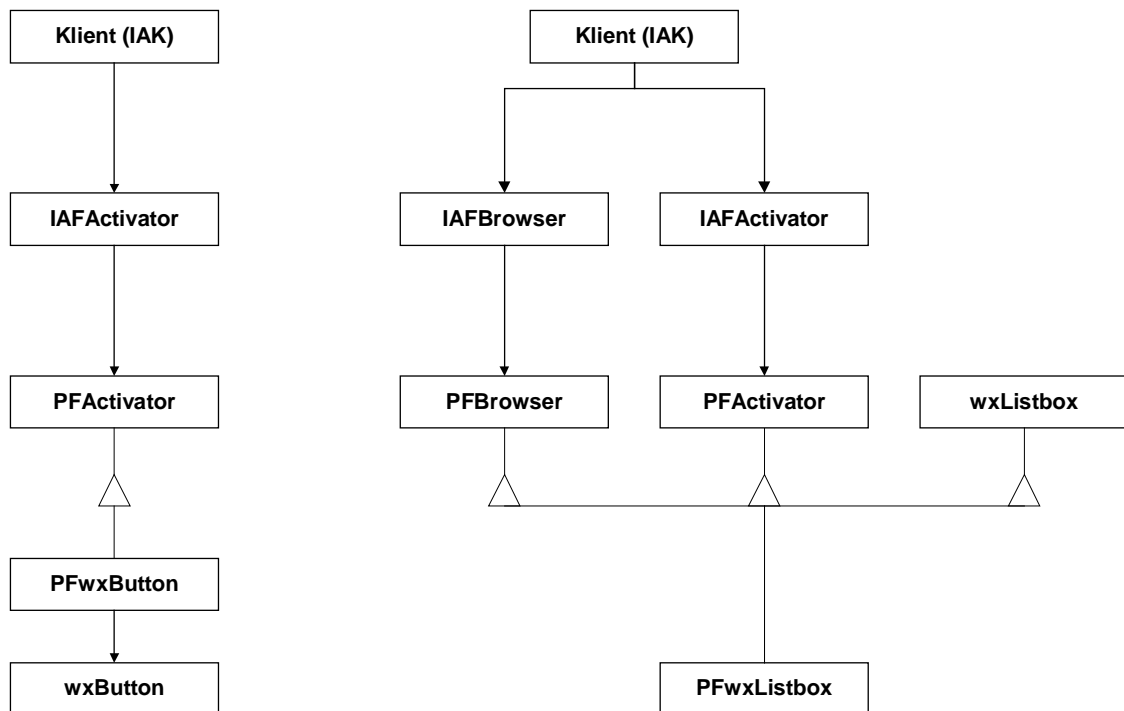 Klient (IAK)
IAFActivator
PFActivator
PFwxButton
wxButton
Klient (IAK)
IAFBrowser
IAFActivator
PFBrowser
PFActivator
wxListbox
PFwxListbox